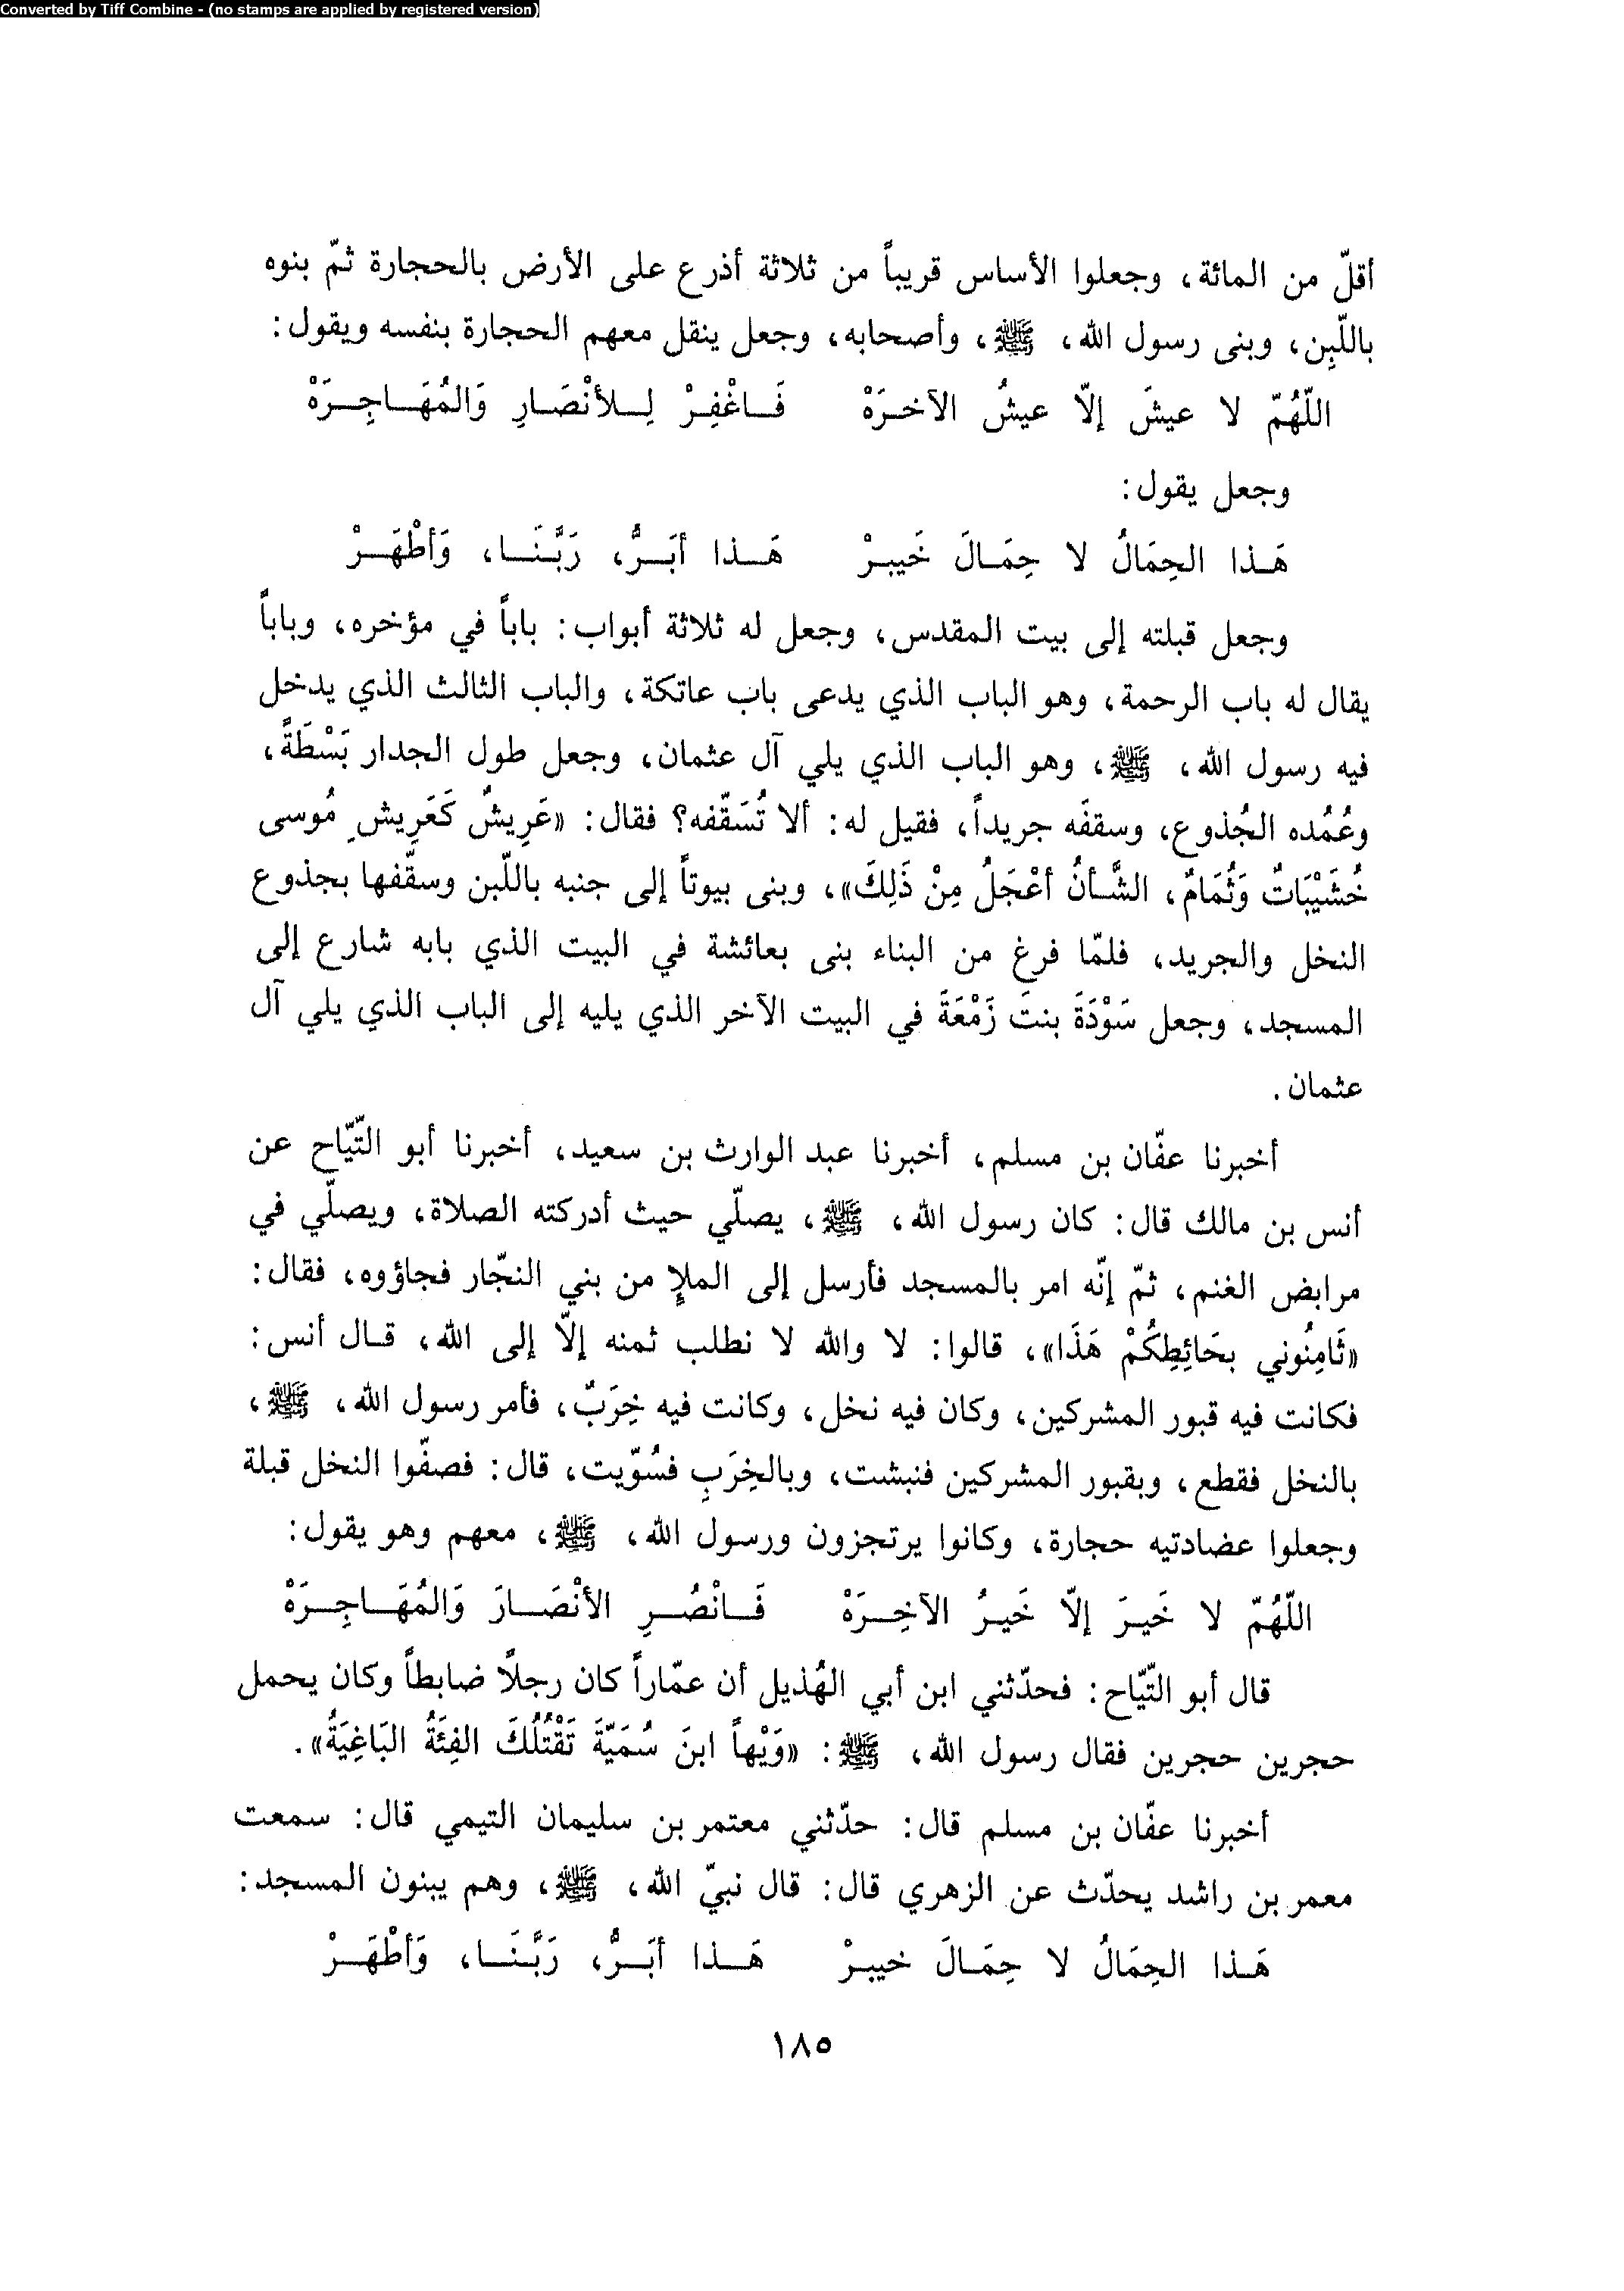 Converted by Tiff Combine - (no stamps are applied by registered version)
أقلّ من المائة، وجعلوا الأساس قريباً من ثلاثة أذرع على الأرض بالحجارة ثمّ بنوه
باللّبِن، وبنى رسول الله، ﷺ، وأصحابه، وجعل ينقل معهم الحجارة بنفسه ويقول:
اللّهُمّ لا عيشَ إلاّ عيشُ الآخرَهْ فَاغْفِرْ لِلأنْصَارِ وَالمُهَاجِرَهْ
وجعل يقول:
هَذا الحِمَالُ لا حِمَالَ خَيبرْ هَذا أبَرُّ، رَبَّنَا، وَأطْهَرْ
وجعل قبلته إلى بيت المقدس، وجعل له ثلاثة أبواب: باباً في مؤخره، وباباً
يقال له باب الرحمة، وهو الباب الذي يدعى باب عاتكة، والباب الثالث الذي يدخل
فيه رسول الله، ﷺ، وهو الباب الذي يلي آل عثمان، وجعل طول الجدار بَسْطَةً،
وعُمُده الجُذوع، وسقفَه جريداً، فقيل له: ألا تُسَقّفه؟ فقال: «عَرِيشٌ كَعَرِيشِ مُوسى
خُشَيْبَاتٌ وَثُمَامٌ، الشَّأنُ أعْجَلُ مِنْ ذَلِكَ»، وبنى بيوتاً إلى جنبه باللّبن وسقّفها بجذوع
النخل والجريد، فلمّا فرغ من البناء بنى بعائشة في البيت الذي بابه شارع إلى
المسجد، وجعل سَوْدَةَ بنتَ زَمْعَةَ في البيت الآخر الذي يليه إلى الباب الذي يلي آل
عثمان.
أخبرنا عفّان بن مسلم، أخبرنا عبد الوارث بن سعيد، أخبرنا أبو التّيّاح عن
أنس بن مالك قال: كان رسول الله، ﷺ، يصلّي حيث أدركته الصلاة، ويصلّي في
مرابض الغنم، ثمّ إنّه امر بالمسجد فأرسل إلى الملإ من بني النجّار فجاؤوه، فقال:
«ثَامِنُوني بحَائِطِكُمْ هَذَا»، قالوا: لا والله لا نطلب ثمنه إلاّ إلى الله، قال أنس:
فكانت فيه قبور المشركين، وكان فيه نخل، وكانت فيه خِرَبٌ، فأمر رسول الله، ﷺ،
بالنخل فقطع، وبقبور المشركين فنبشت، وبالخِرَبِ فسُوّيت، قال: فصفّوا النخل قبلة
وجعلوا عضادتيه حجارة، وكانوا يرتجزون ورسول الله، ﷺ، معهم وهو يقول:
اللّهُمّ لا خَيرَ إلاّ خَيرُ الآخِرَهْ فَانْصُرِ الأنْصَارَ وَالمُهَاجِرَهْ
قال أبو التّيّاح: فحدّثني ابن أبي الهُذيل أن عمّاراً كان رجلاً ضابطاً وكان يحمل
حجرين حجرين فقال رسول الله، ﷺ: «وَيْهاً ابنَ سُمَيّةَ تَقْتُلُكَ الفِئَةُ البَاغِيَةُ».
أخبرنا عفّان بن مسلم قال: حدّثني معتمر بن سليمان التيمي قال: سمعت
معمر بن راشد يحدّث عن الزهري قال: قال نبيّ الله، ﷺ، وهم يبنون المسجد:
هَذا الحِمَالُ لا حِمَالَ خيبرْ هَذا أبَرُّ، رَبَّنَا، وَأطْهَرْ
١٨٥